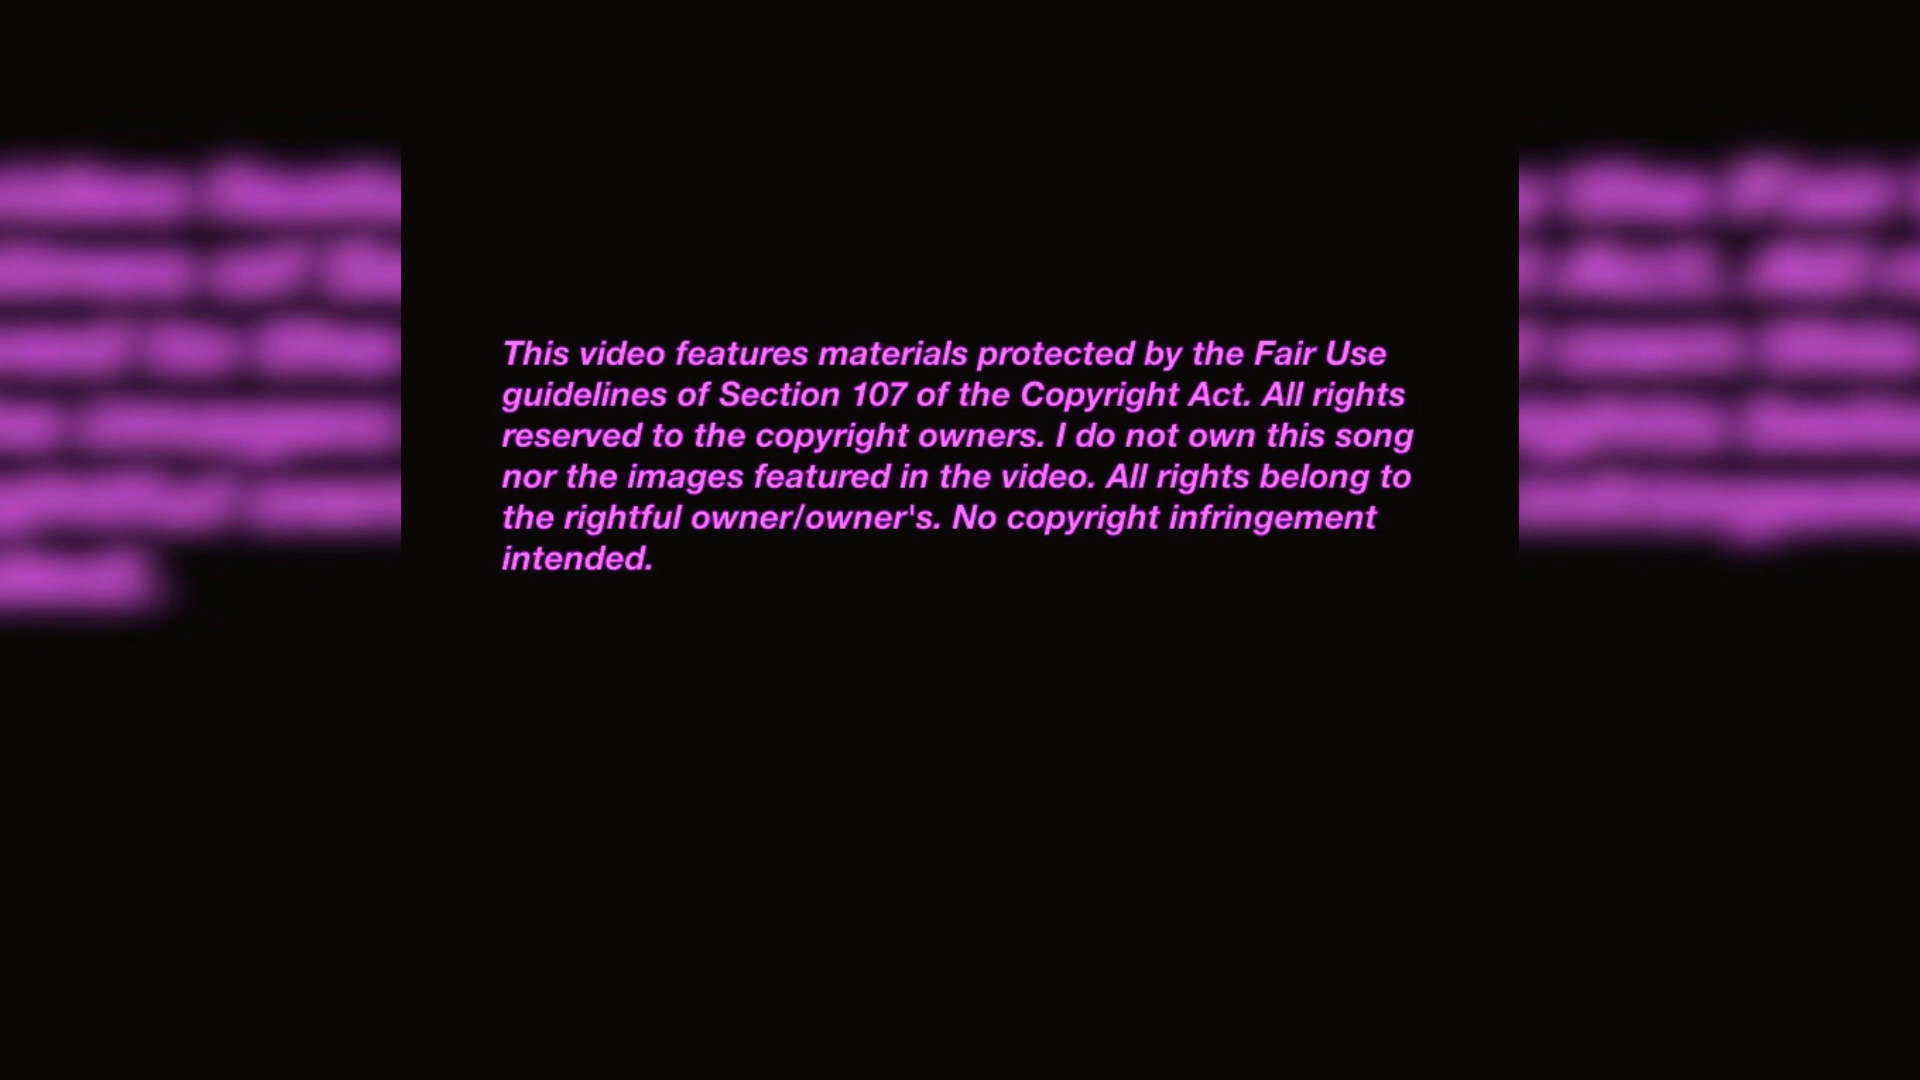 This video features materials protected by the Fair Use
guidelines of Section 107 of the Copyright Act. All rights
reserved to the copyright owners. I do not own this song
nor the images featured in the video. All rights belong to
the rightful owner/owner's. No copyright infringement
intended.